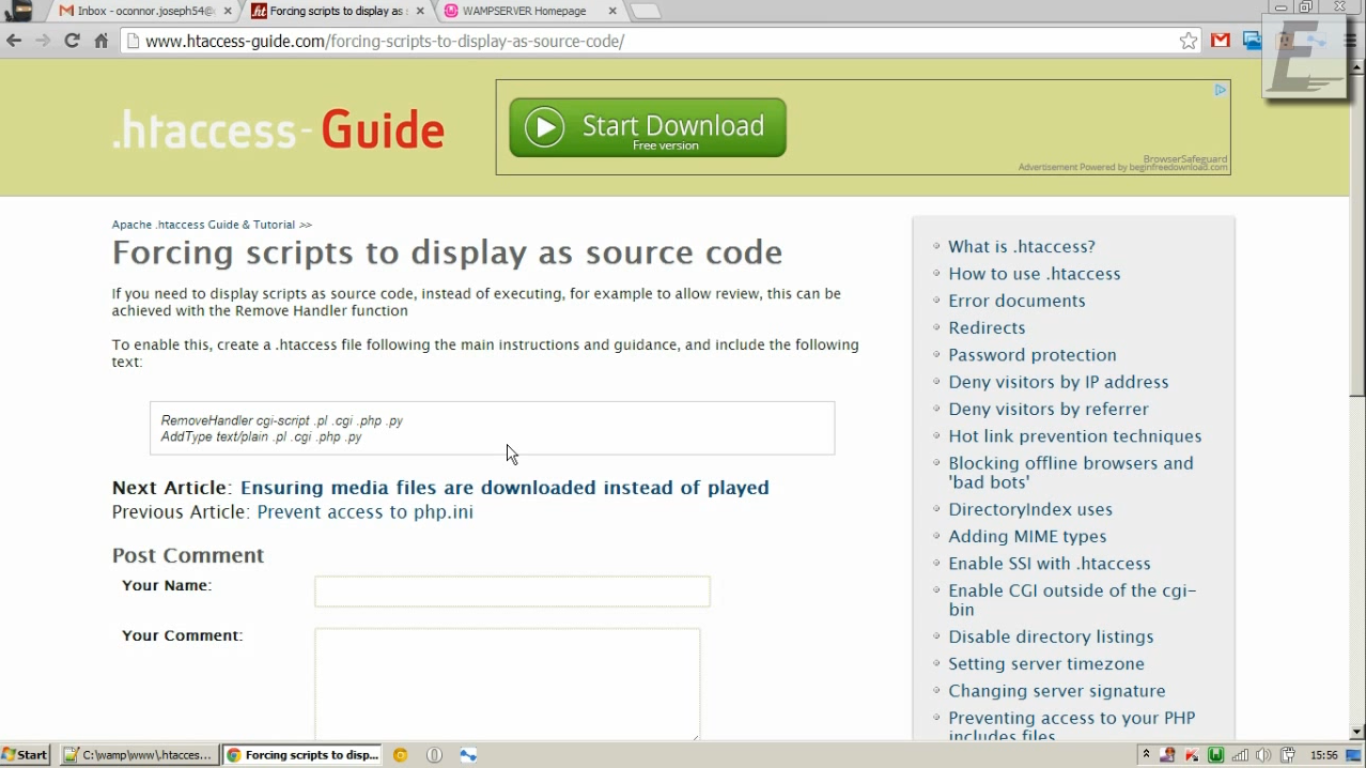 Inbox - oconnor.joseph54@
Forcing scripts to display as
WAMPSERVER Homepage
www.htaccess-guide.com/forcing-scripts-to-display-as-source-code/
E
.htaccess-Guide
Start Download
Free version
BrowserSafeguard
Advertisement Powered by beginfreedownload.com
Apache .htaccess Guide & Tutorial >>
Forcing scripts to display as source code
If you need to display scripts as source code, instead of executing, for example to allow review, this can be
achieved with the Remove Handler function
To enable this, create a .htaccess file following the main instructions and guidance, and include the following
text:
RemoveHandler cgi-script .pl .cgi .php .py
AddType text/plain .pl .cgi .php .py
Next Article: Ensuring media files are downloaded instead of played
Previous Article: Prevent access to php.ini
Post Comment
Your Name:
Your Comment:
What is .htaccess?
How to use .htaccess
Error documents
Redirects
Password protection
Deny visitors by IP address
Deny visitors by referrer
Hot link prevention techniques
Blocking offline browsers and
'bad bots'
DirectoryIndex uses
Adding MIME types
Enable SSI with .htaccess
Enable CGI outside of the cgi-
bin
Disable directory listings
Setting server timezone
Changing server signature
Preventing access to your PHP
includes files
Start
C:\wamp\www\.htacces...
Forcing scripts to disp...
15:56